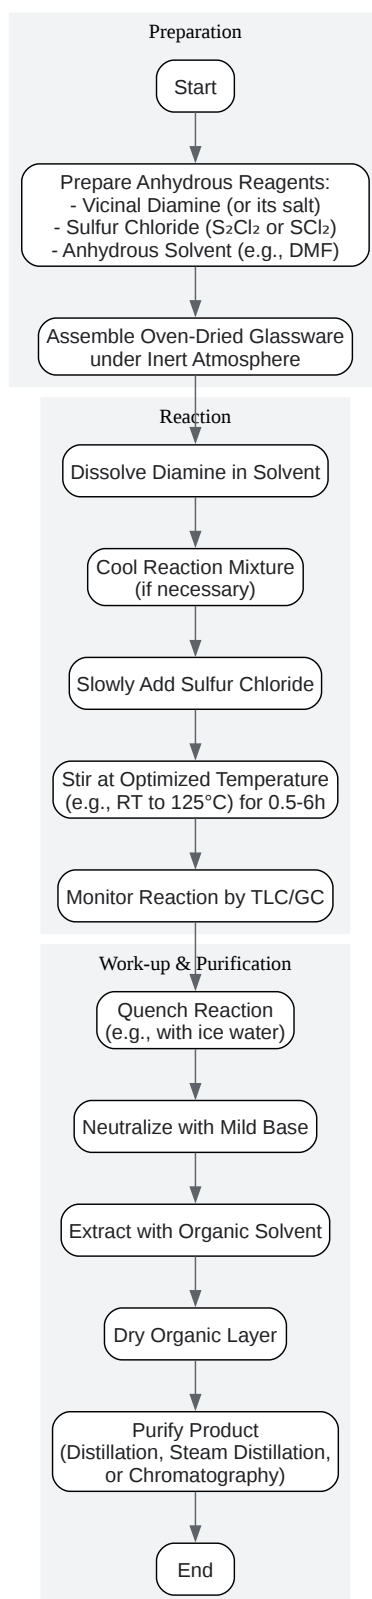 Preparation
Start
Prepare Anhydrous Reagents:
- Vicinal Diamine (or its salt)
- Sulfur Chloride (S₂Cl₂ or SCl₂)
- Anhydrous Solvent (e.g., DMF)
Assemble Oven-Dried Glassware
under Inert Atmosphere
Reaction
Dissolve Diamine in Solvent
Cool Reaction Mixture
(if necessary)
Slowly Add Sulfur Chloride
Stir at Optimized Temperature
(e.g., RT to 125°C) for 0.5-6h
Monitor Reaction by TLC/GC
Work-up & Purification
Quench Reaction
(e.g., with ice water)
Neutralize with Mild Base
Extract with Organic Solvent
Dry Organic Layer
Purify Product
(Distillation, Steam Distillation,
or Chromatography)
End